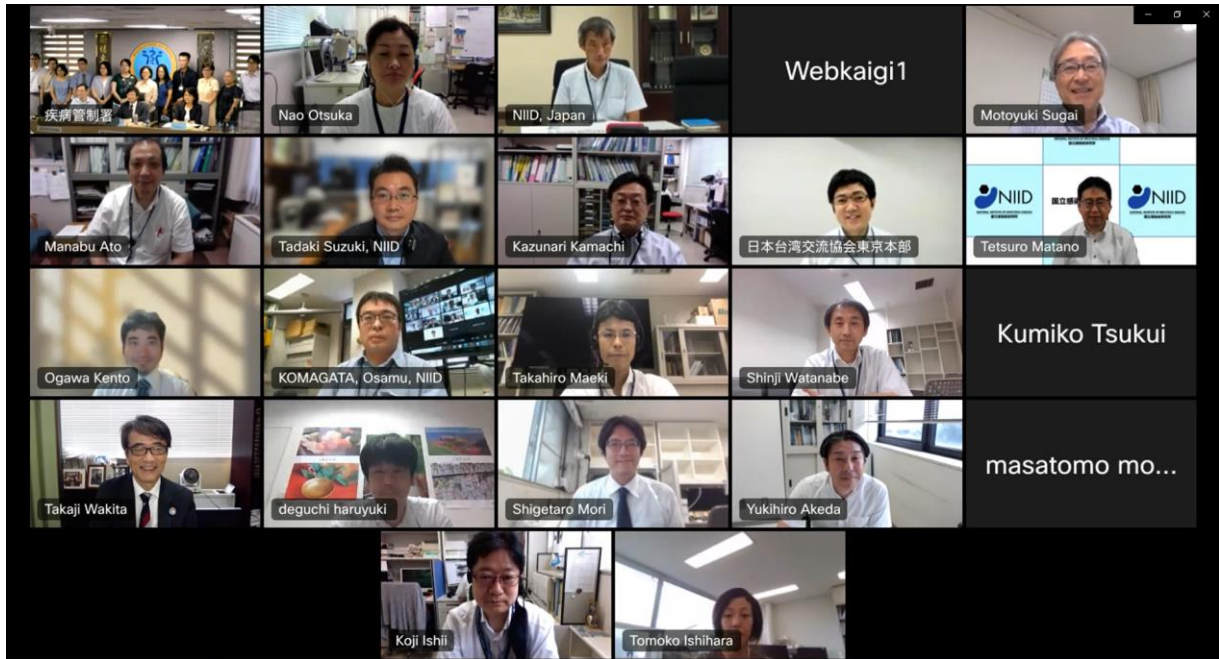 疾病管制署
Nao Otsuka
NIID, Japan
Webkaigi1
Motoyuki Sugai
Manabu Ato
Tadaki Suzuki, NIID
Kazunari Kamachi
日本台湾交流協会東京本部
NIID
国立感
NIID
Tetsuro Matano
Ogawa Kento
KOMAGATA, Osamu, NIID
Takahiro Maeki
Shinji Watanabe
Kumiko Tsukui
Takaji Wakita
deguchi haruyuki
Shigetaro Mori
Yukihiro Akeda
masatomo mo...
Koji Ishii
Tomoko Ishihara